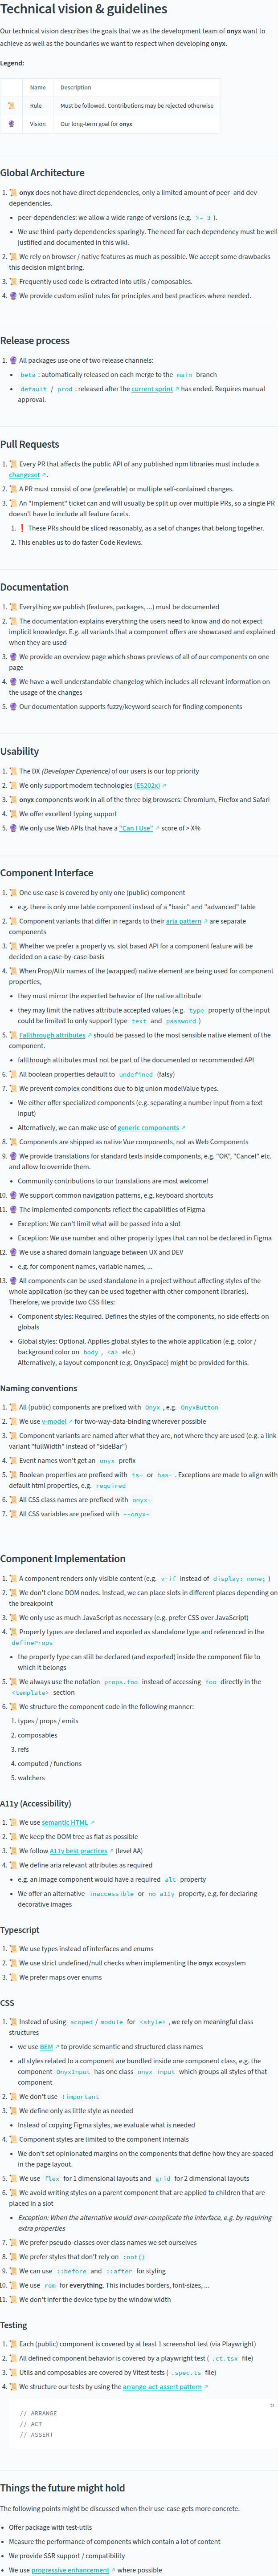 Technical vision & guidelines
Our technical vision describes the goals that we as the development team of onyx want to
achieve as well as the boundaries we want to respect when developing onyx.
Legend:
Name Description
📜 Rule Must be followed. Contributions may be rejected otherwise
🔮 Vision Our long-term goal for onyx
Global Architecture
1. 📜 onyx does not have direct dependencies, only a limited amount of peer- and dev-
dependencies.
• peer-dependencies: we allow a wide range of versions (e.g. >= 3 ).
• We use third-party dependencies sparingly. The need for each dependency must be well
justified and documented in this wiki.
2. 📜 We rely on browser / native features as much as possible. We accept some drawbacks
this decision might bring.
3. 📜 Frequently used code is extracted into utils / composables.
4. 🔮 We provide custom eslint rules for principles and best practices where needed.
Release process
1. 🔮 All packages use one of two release channels:
• beta : automatically released on each merge to the main branch
• default / prod : released after the current sprint ↗ has ended. Requires manual
approval.
Pull Requests
1. 📜 Every PR that affects the public API of any published npm libraries must include a
changeset ↗.
2. 📜 A PR must consist of one (preferable) or multiple self-contained changes.
3. 📜 An "Implement" ticket can and will usually be split up over multiple PRs, so a single PR
doesn't have to include all feature facets.
1. ❗ These PRs should be sliced reasonably, as a set of changes that belong together.
2. This enables us to do faster Code Reviews.
Documentation
1. 📜 Everything we publish (features, packages, ...) must be documented
2. 📜 The documentation explains everything the users need to know and do not expect
implicit knowledge. E.g. all variants that a component offers are showcased and explained
when they are used
3. 🔮 We provide an overview page which shows previews of all of our components on one
page
4. 🔮 We have a well understandable changelog which includes all relevant information on
the usage of the changes
5. 🔮 Our documentation supports fuzzy/keyword search for finding components
Usability
1. 📜 The DX (Developer Experience) of our users is our top priority
2. 📜 We only support modern technologies (ES202x) ↗
3. 📜 onyx components work in all of the three big browsers: Chromium, Firefox and Safari
4. 📜 We offer excellent typing support
5. 🔮 We only use Web APIs that have a "Can I Use" ↗ score of > X%
Component Interface
1. 📜 One use case is covered by only one (public) component
• e.g. there is only one table component instead of a "basic" and "advanced" table
2. 📜 Component variants that differ in regards to their aria pattern ↗ are separate
components
3. 📜 Whether we prefer a property vs. slot based API for a component feature will be
decided on a case-by-case-basis
4. 📜 When Prop/Attr names of the (wrapped) native element are being used for component
properties,
• they must mirror the expected behavior of the native attribute
• they may limit the natives attribute accepted values (e.g. type property of the input
could be limited to only support type text and password )
5. 📜 Fallthrough attributes ↗ should be passed to the most sensible native element of the
component.
• fallthrough attributes must not be part of the documented or recommended API
6. 📜 All boolean properties default to undefined (falsy)
7. 📜 We prevent complex conditions due to big union modelValue types.
• We either offer specialized components (e.g. separating a number input from a text
input)
• Alternatively, we can make use of generic components ↗
8. 📜 Components are shipped as native Vue components, not as Web Components
9. 🔮 We provide translations for standard texts inside components, e.g. "OK", "Cancel" etc.
and allow to override them.
• Community contributions to our translations are most welcome!
10. 🔮 We support common navigation patterns, e.g. keyboard shortcuts
11. 🔮 The implemented components reflect the capabilities of Figma
• Exception: We can't limit what will be passed into a slot
• Exception: We use number and other property types that can not be declared in Figma
12. 🔮 We use a shared domain language between UX and DEV
• e.g. for component names, variable names, ...
13. 🔮 All components can be used standalone in a project without affecting styles of the
whole application (so they can be used together with other component libraries).
Therefore, we provide two CSS files:
• Component styles: Required. Defines the styles of the components, no side effects on
globals
• Global styles: Optional. Applies global styles to the whole application (e.g. color /
background color on body , <a> etc.)
Alternatively, a layout component (e.g. OnyxSpace) might be provided for this.
Naming conventions
1. 📜 All (public) components are prefixed with Onyx , e.g. OnyxButton
2. 📜 We use v-model ↗ for two-way-data-binding wherever possible
3. 📜 Component variants are named after what they are, not where they are used (e.g. a link
variant "fullWidth" instead of "sideBar")
4. 📜 Event names won't get an onyx prefix
5. 📜 Boolean properties are prefixed with is- or has- . Exceptions are made to align with
default html properties, e.g. required
6. 📜 All CSS class names are prefixed with onyx-
7. 📜 All CSS variables are prefixed with --onyx-
Component Implementation
1. 📜 A component renders only visible content (e.g. v-if instead of display: none; )
2. 📜 We don't clone DOM nodes. Instead, we can place slots in different places depending on
the breakpoint
3. 📜 We only use as much JavaScript as necessary (e.g. prefer CSS over JavaScript)
4. 📜 Property types are declared and exported as standalone type and referenced in the
defineProps
• the property type can still be declared (and exported) inside the component file to
which it belongs
5. 📜 We always use the notation props.foo instead of accessing foo directly in the
<template> section
6. 📜 We structure the component code in the following manner:
1. types / props / emits
2. composables
3. refs
4. computed / functions
5. watchers
A11y (Accessibility)
1. 📜 We use semantic HTML ↗
2. 📜 We keep the DOM tree as flat as possible
3. 📜 We follow A11y best practices ↗ (level AA)
4. 📜 We define aria relevant attributes as required
• e.g. an image component would have a required alt property
• We offer an alternative inaccessible or no-a11y property, e.g. for declaring
decorative images
Typescript
1. 📜 We use types instead of interfaces and enums
2. 📜 We use strict undefined/null checks when implementing the onyx ecosystem
3. 📜 We prefer maps over enums
CSS
1. 📜 Instead of using scoped / module for <style> , we rely on meaningful class
structures
• we use BEM ↗ to provide semantic and structured class names
• all styles related to a component are bundled inside one component class, e.g. the
component OnyxInput has one class onyx-input which groups all styles of that
component
2. 📜 We don't use :important
3. 📜 We define only as little style as needed
• Instead of copying Figma styles, we evaluate what is needed
4. 📜 Component styles are limited to the component internals
• We don't set opinionated margins on the components that define how they are spaced
in the page layout.
5. 📜 We use flex for 1 dimensional layouts and grid for 2 dimensional layouts
6. 📜 We avoid writing styles on a parent component that are applied to children that are
placed in a slot
• Exception: When the alternative would over-complicate the interface, e.g. by requiring
extra properties
7. 📜 We prefer pseudo-classes over class names we set ourselves
8. 📜 We prefer styles that don't rely on :not()
9. 📜 We can use ::before and ::after for styling
10. 📜 We use rem for everything. This includes borders, font-sizes, ...
11. 📜 We don't infer the device type by the window width
Testing
1. 📜 Each (public) component is covered by at least 1 screenshot test (via Playwright)
2. 📜 All defined component behavior is covered by a playwright test ( .ct.tsx file)
3. 📜 Utils and composables are covered by Vitest tests ( .spec.ts file)
4. 📜 We structure our tests by using the arrange-act-assert pattern ↗
ts
// ARRANGE
// ACT
// ASSERT
Things the future might hold
The following points might be discussed when their use-case gets more concrete.
• Offer package with test-utils
• Measure the performance of components which contain a lot of content
• We provide SSR support / compatibility
• We use progressive enhancement ↗ where possible